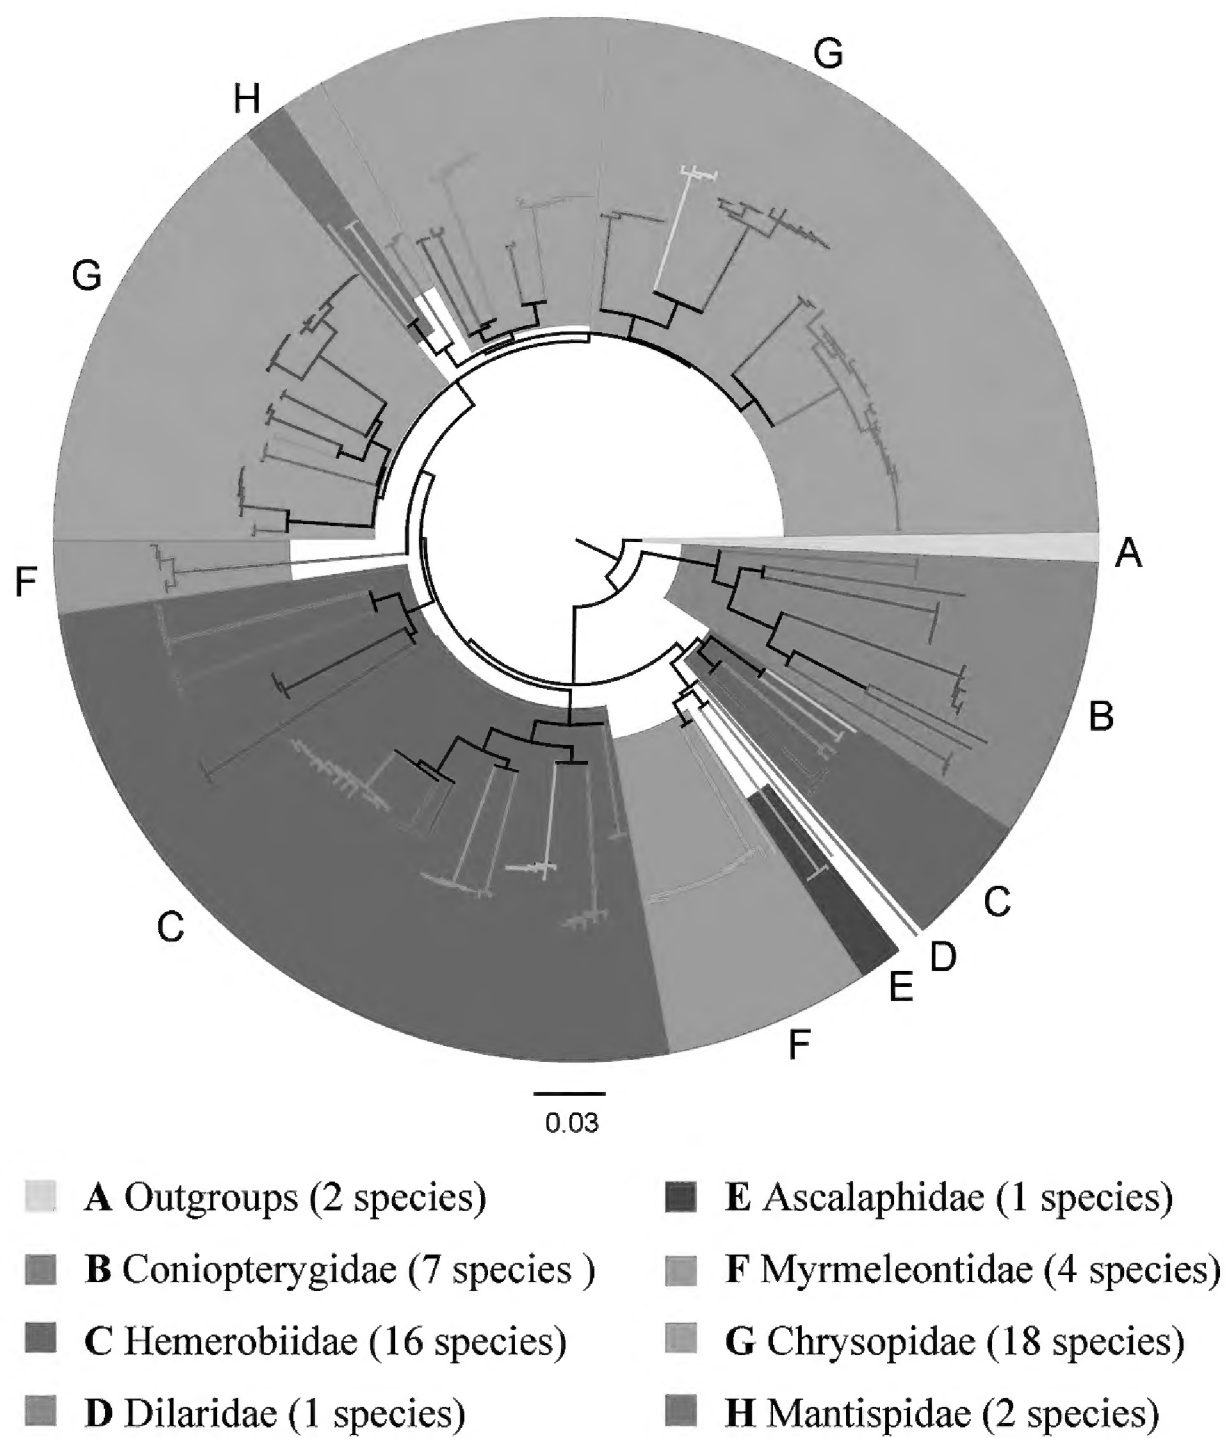 G
H
G
F
A
B
C
C
D
E
F
0.03
A Outgroups (2 species)
B Coniopterygidae (7 species )
C Hemerobiidae (16 species)
D Dilaridae (1 species)
E Ascalaphidae (1 species)
F Myrmeleontidae (4 species)
G Chrysopidae (18 species)
H Mantispidae (2 species)